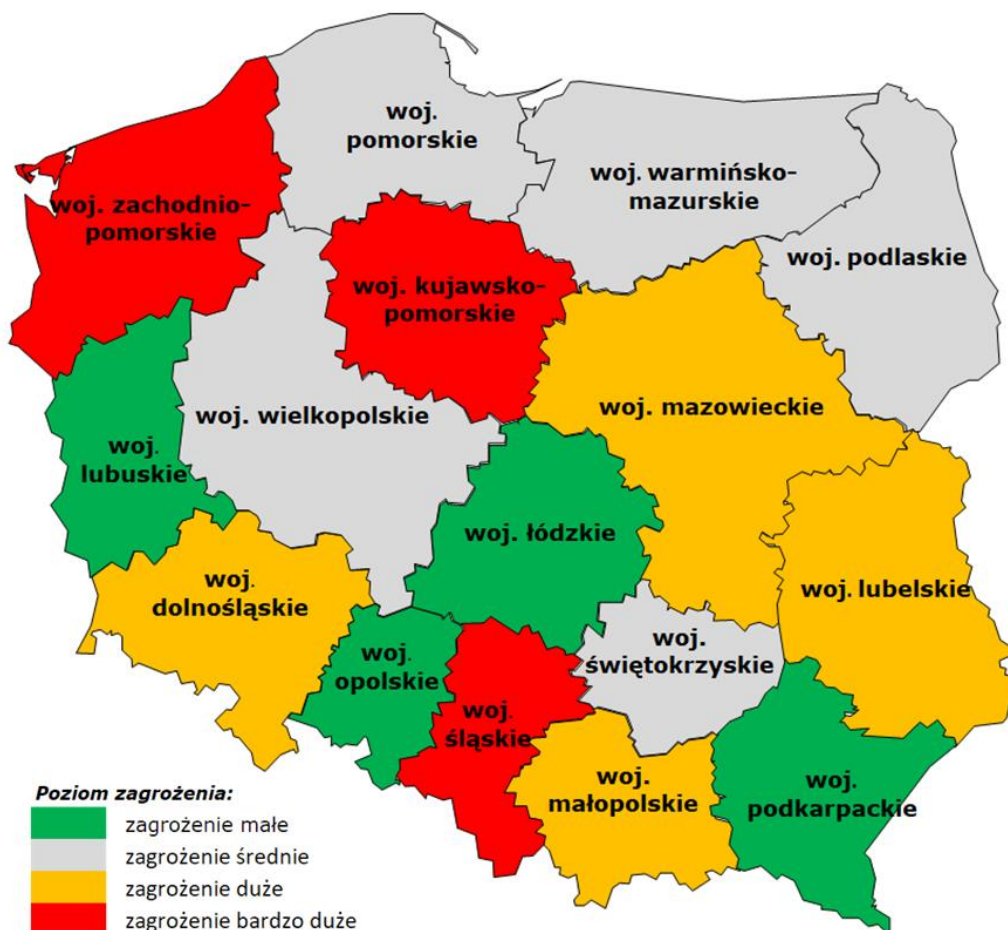 woj.
pomorskie
woj. warmińsko-
mazurskie
woj. zachodnio-
pomorskie
woj. podlaskie
woj. kujawsko-
pomorskie
woj. wielkopolskie
woj. mazowieckie
woj.
lubuskie
woj. łódzkie
woj.
dolnośląskie
woj. lubelskie
woj.
opolskie
woj.
świętokrzyskie
woj.
śląskie
woj.
małopolskie
woj.
podkarpackie
Poziom zagrożenia:
zagrożenie małe
zagrożenie średnie
zagrożenie duże
zagrożenie bardzo duże